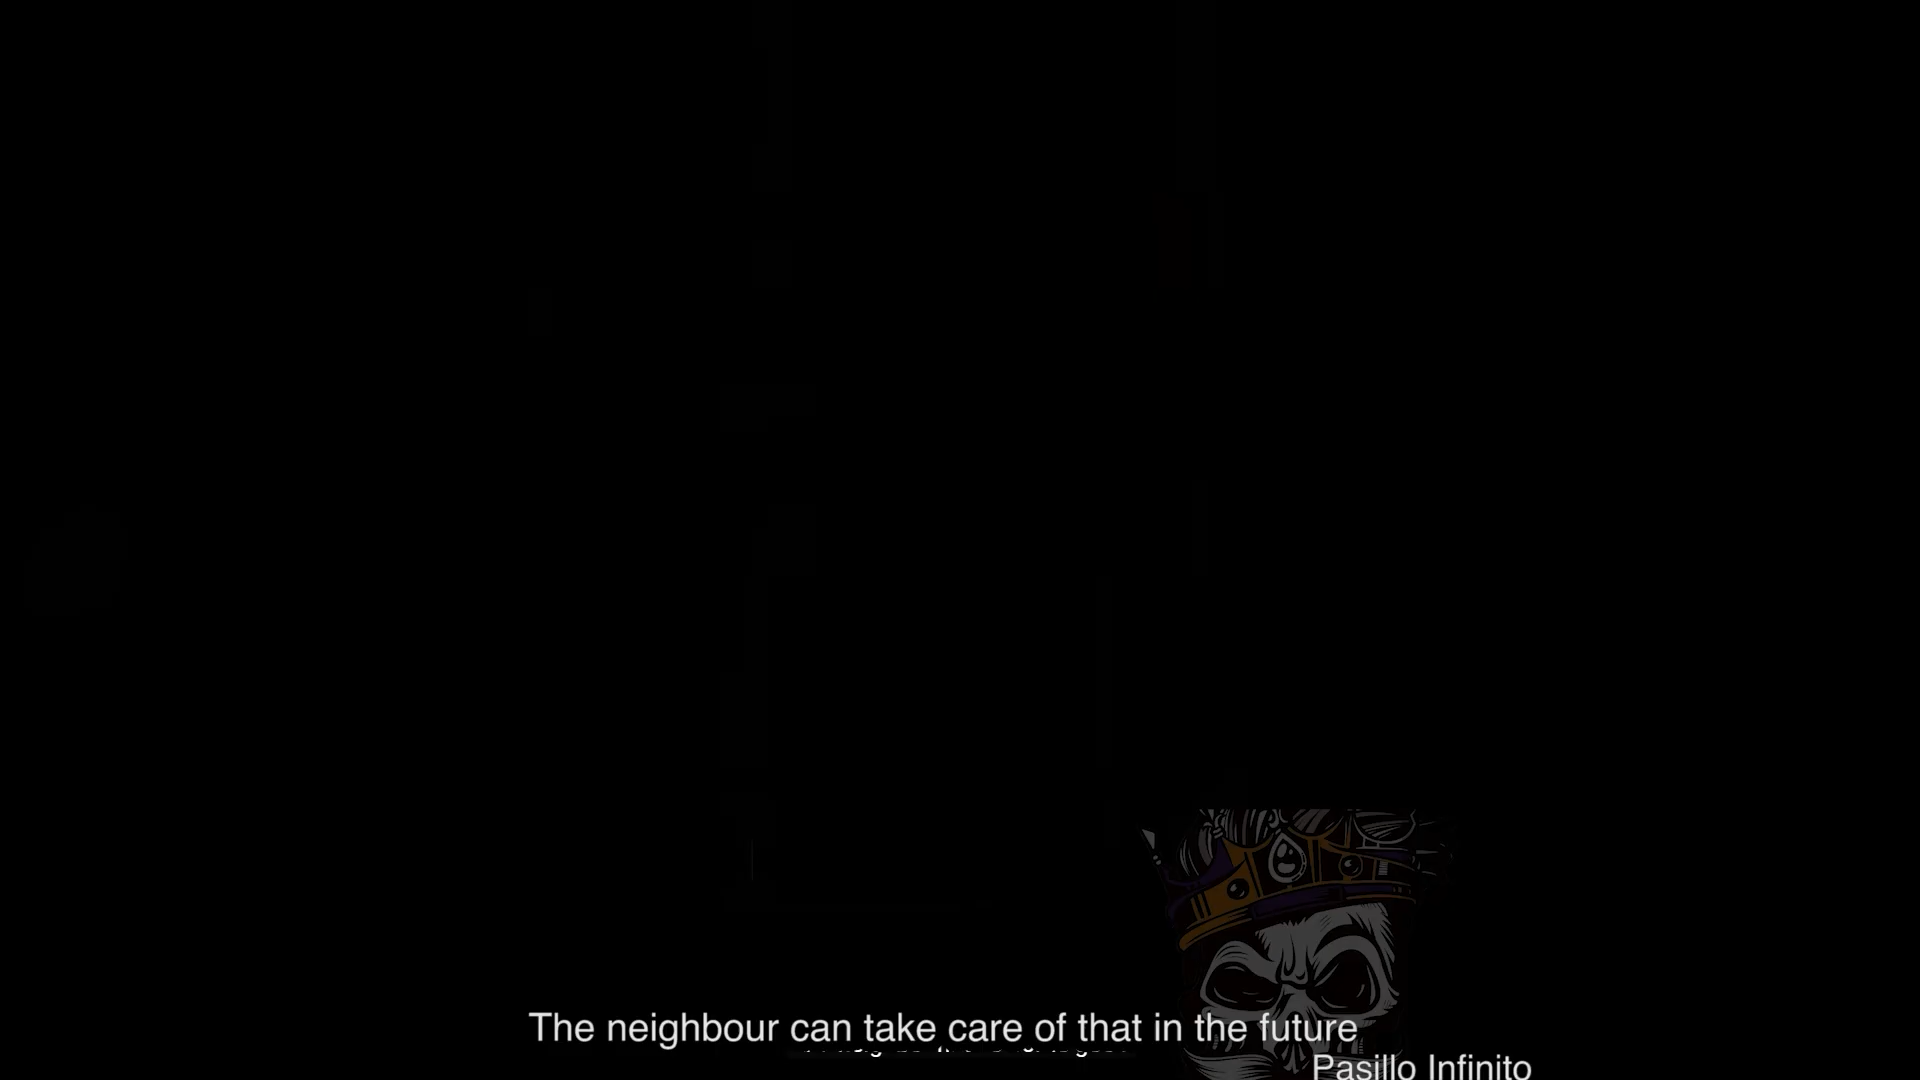 The neighbour can take care of that in the future
Pasillo Infinito